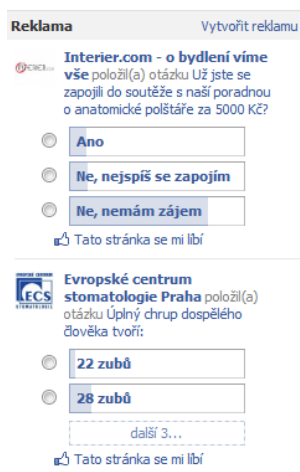 Reklama Vytvořit reklamu
Interier.com - o bydlení víme
vše položil(a) otázku Už jste se
zapojili do soutěže s naší poradnou
o anatomické polštáře za 5000 Kč?
Ano
Ne, nejspíš se zapojím
Ne, nemám zájem
Tato stránka se mi líbí
Evropské centrum
stomatologie Praha položil(a)
otázku Úplný chrup dospělého
člověka tvoří:
ECS
22 zubů
28 zubů
další 3...
Tato stránka se mi líbí